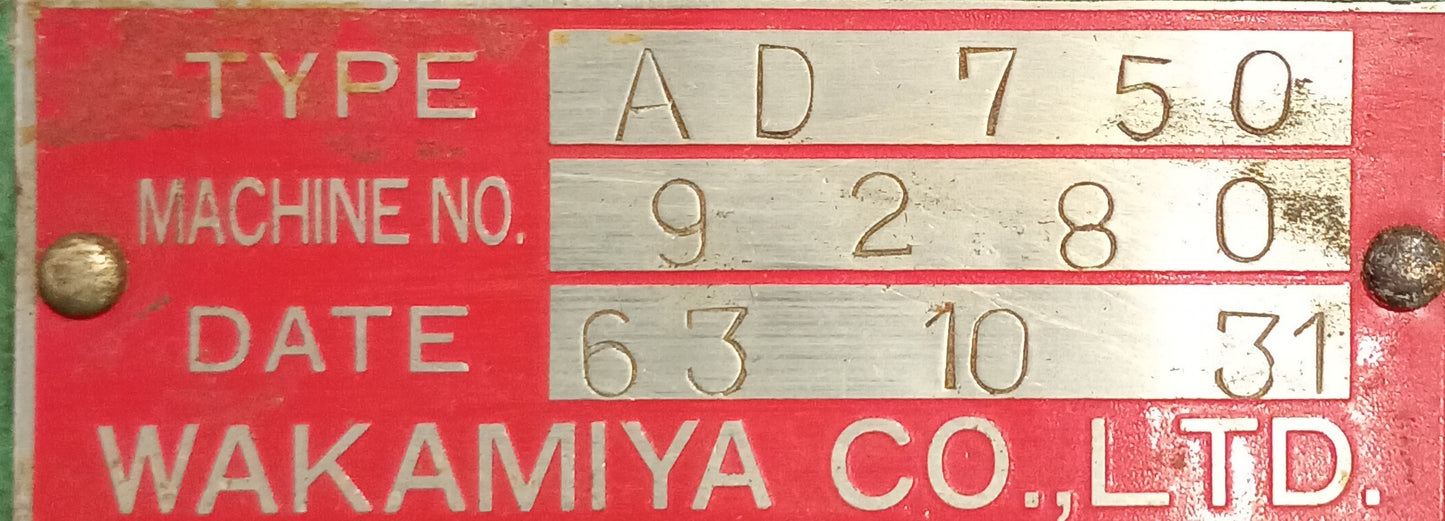 TYPE AD 750
MACHINE NO. 9280
DATE 63 10 31
WAKAMIYA CO.,LTD.